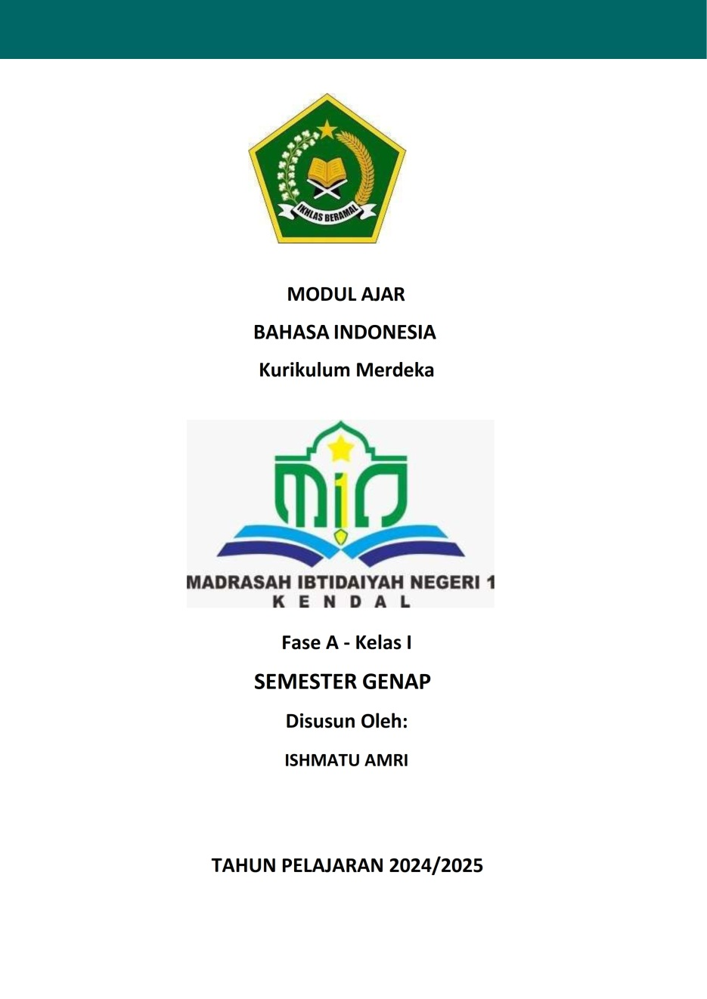 IKHLAS BERAMAL
MODUL AJAR
BAHASA INDONESIA
Kurikulum Merdeka
min
MADRASAH IBTIDAIYAH NEGERI 1
KENDAL
Fase A - Kelas I
SEMESTER GENAP
Disusun Oleh:
ISHMATU AMRI
TAHUN PELAJARAN 2024/2025